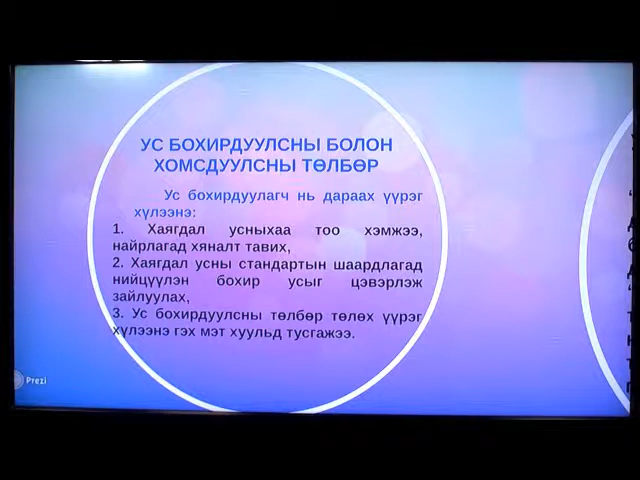 УС БОХИРДУУЛСНЫ БОЛОН
ХОМСДУУЛСНЫ ТӨЛБӨР
Ус бохирдуулагч нь дараах үүрэг
хүлээнэ:
1. Хаягдал усныхаа тоо хэмжээ,
найрлагад хяналт тавих,
2. Хаягдал усны стандартын шаардлагад
нийцүүлэн бохир усыг цэвэрлэж
зайлуулах,
3. Ус бохирдуулсны төлбөр төлөх үүрэг
хүлээнэ гэх мэт хуульд тусгажээ.
Prezi